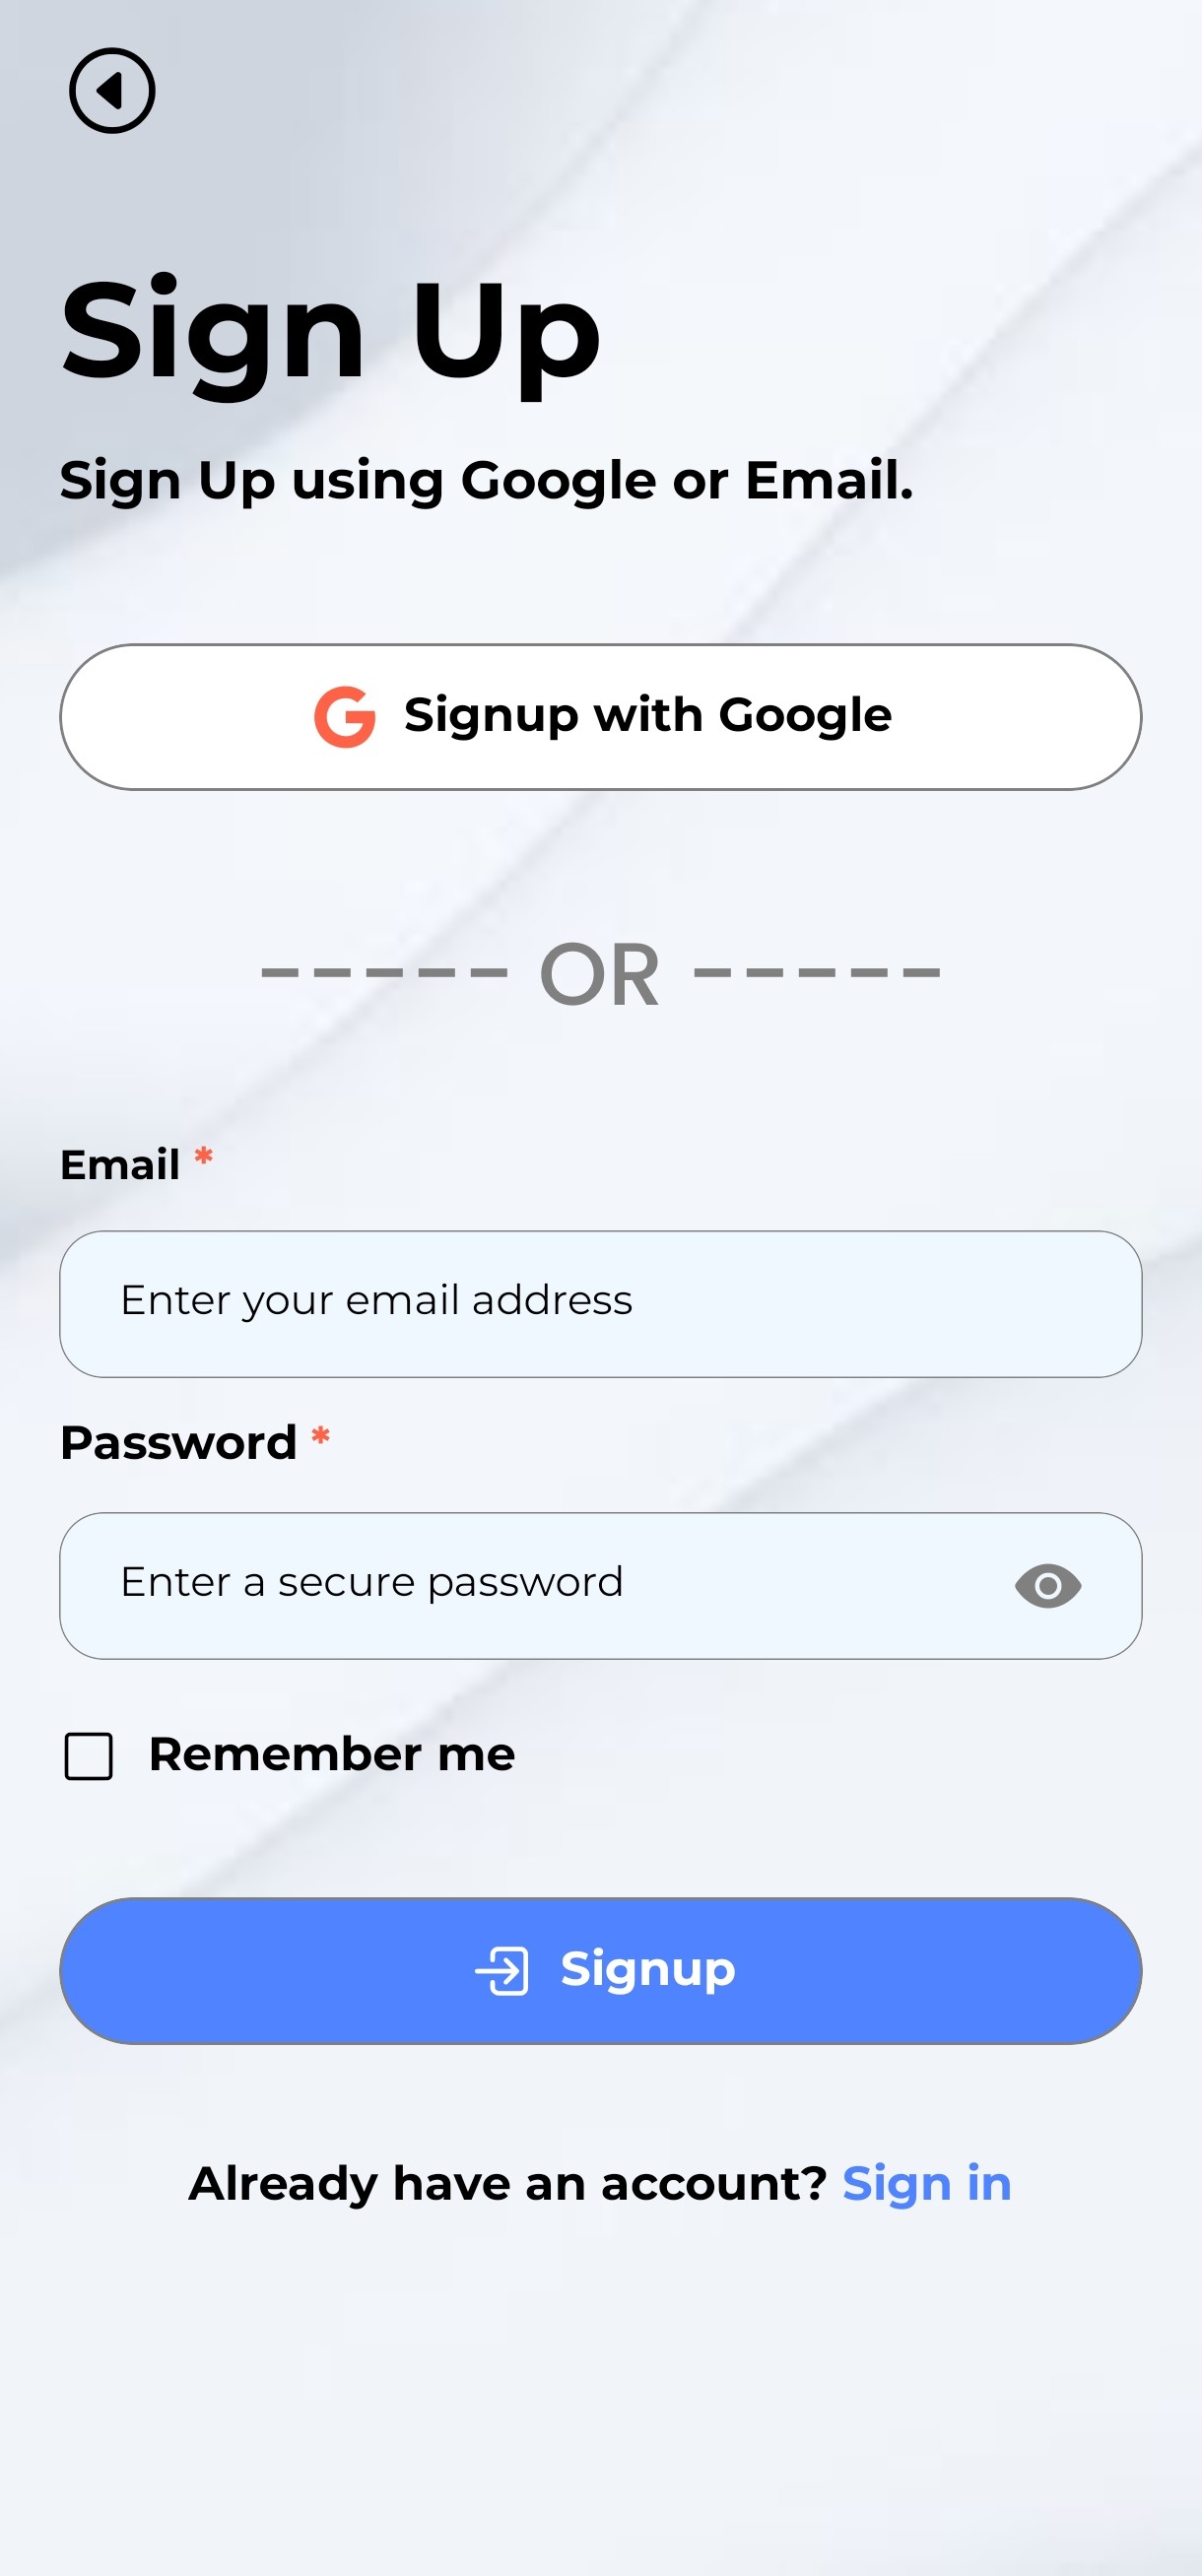 Sign Up
Sign Up using Google or Email.
Signup with Google
----- OR -----
Email *
Enter your email address
Password *
Enter a secure password
Remember me
Signup
Already have an account? Sign in